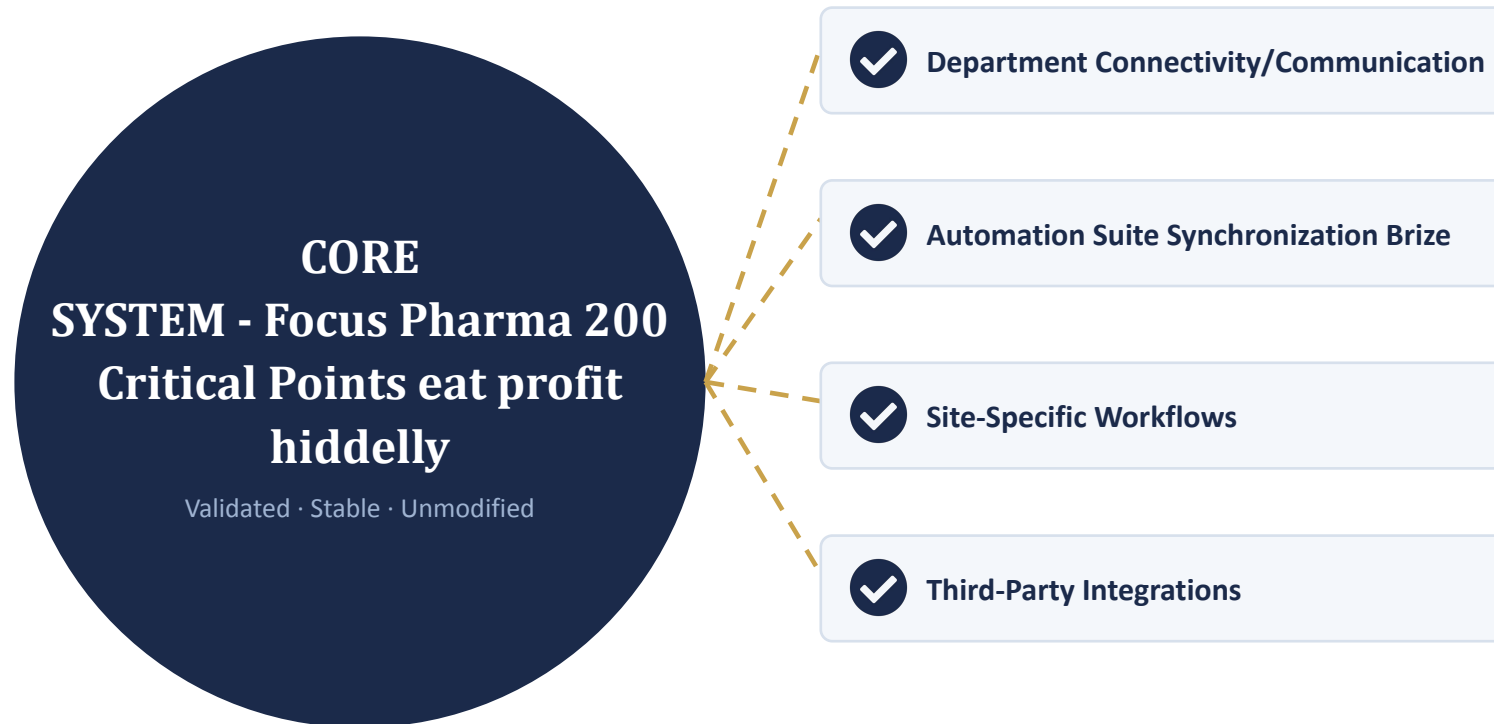 CORE
SYSTEM - Focus Pharma 200
Critical Points eat profit
hiddelly
Validated · Stable · Unmodified
Department Connectivity/Communication
Automation Suite Synchronization Brize
Site-Specific Workflows
Third-Party Integrations